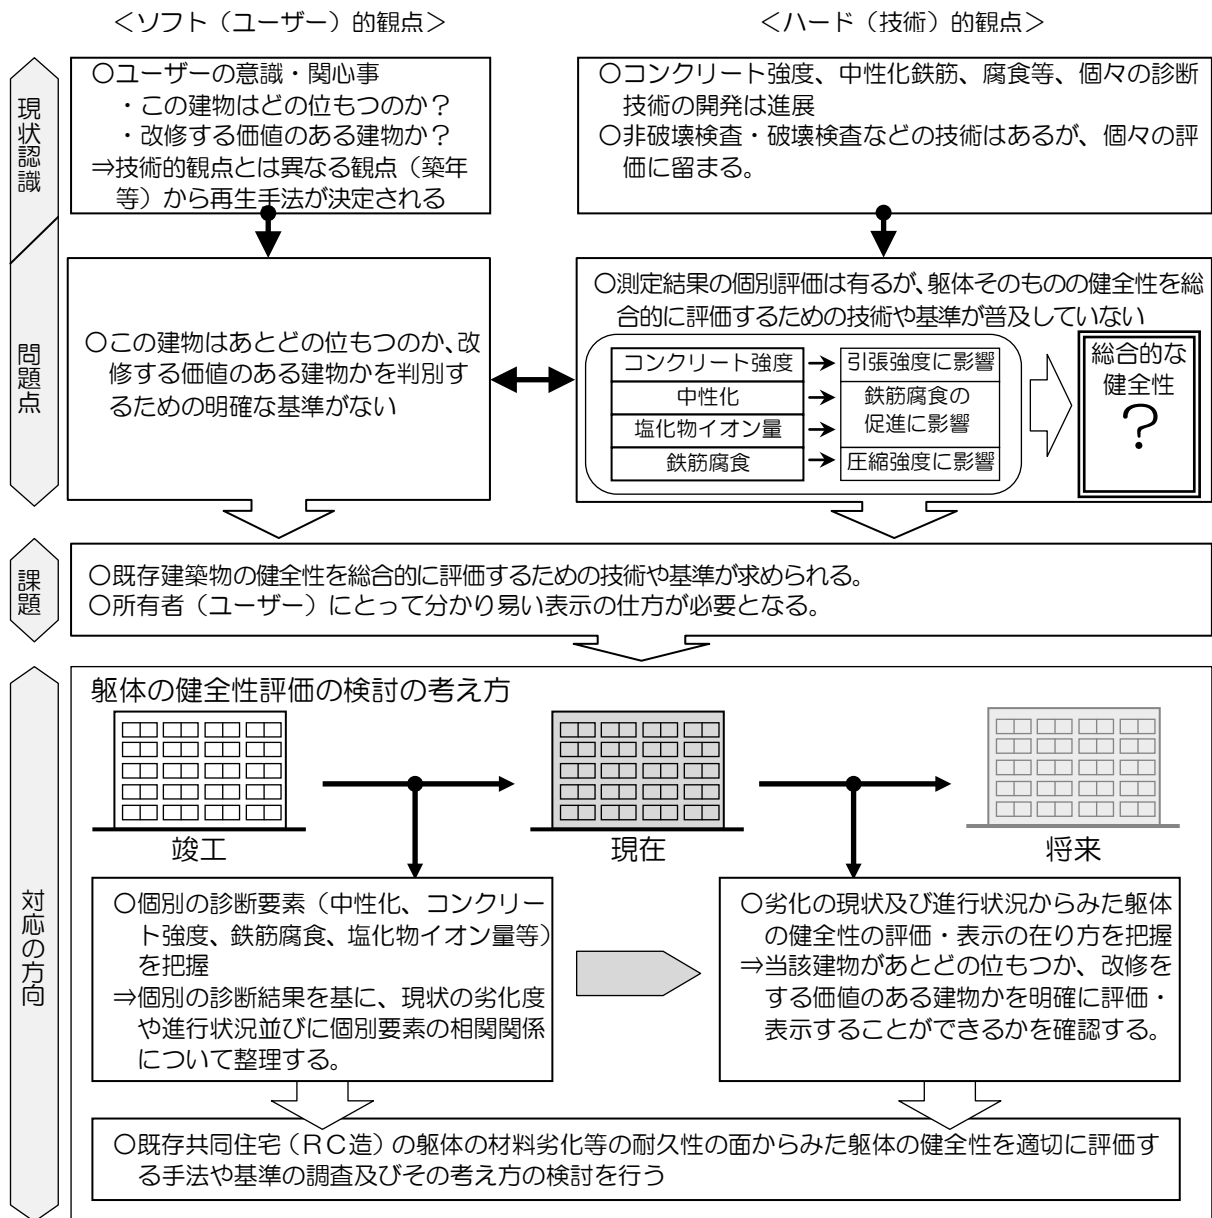 ＜ソフト（ユーザー）的観点＞
＜ハード（技術）的観点＞
現状認識
○ユーザーの意識・関心事
・この建物はどの位もつのか？
・改修する価値のある建物か？
⇒技術的観点とは異なる観点（築年
等）から再生手法が決定される
○コンクリート強度、中性化鉄筋、腐食等、個々の診断
技術の開発は進展
○非破壊検査・破壊検査などの技術はあるが、個々の評
価に留まる。
問題点
○この建物はあとどの位もつのか、改
修する価値のある建物かを判別す
るための明確な基準がない
○測定結果の個別評価は有るが、躯体そのものの健全性を総
合的に評価するための技術や基準が普及していない
コンクリート強度
引張強度に影響
中性化
鉄筋腐食の
促進に影響
塩化物イオン量
鉄筋腐食
圧縮強度に影響
総合的な
健全性
？
課題
○既存建築物の健全性を総合的に評価するための技術や基準が求められる。
○所有者（ユーザー）にとって分かり易い表示の仕方が必要となる。
対応の方向
躯体の健全性評価の検討の考え方
竣工
現在
将来
○個別の診断要素（中性化、コンクリー
ト強度、鉄筋腐食、塩化物イオン量等）
を把握
⇒個別の診断結果を基に、現状の劣化度
や進行状況並びに個別要素の相関関係
について整理する。
○劣化の現状及び進行状況からみた躯体
の健全性の評価・表示の在り方を把握
⇒当該建物があとどの位もつか、改修を
する価値のある建物かを明確に評価・
表示することができるかを確認する。
○既存共同住宅（ＲＣ造）の躯体の材料劣化等の耐久性の面からみた躯体の健全性を適切に評価す
る手法や基準の調査及びその考え方の検討を行う